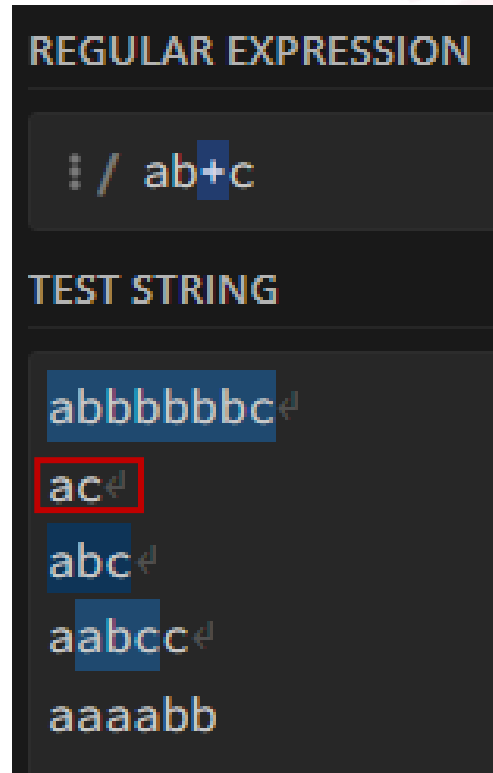 REGULAR EXPRESSION
⋮ / ab+c
TEST STRING
abbbbbbc↵
ac↵
abc↵
aabcc↵
aaaabb